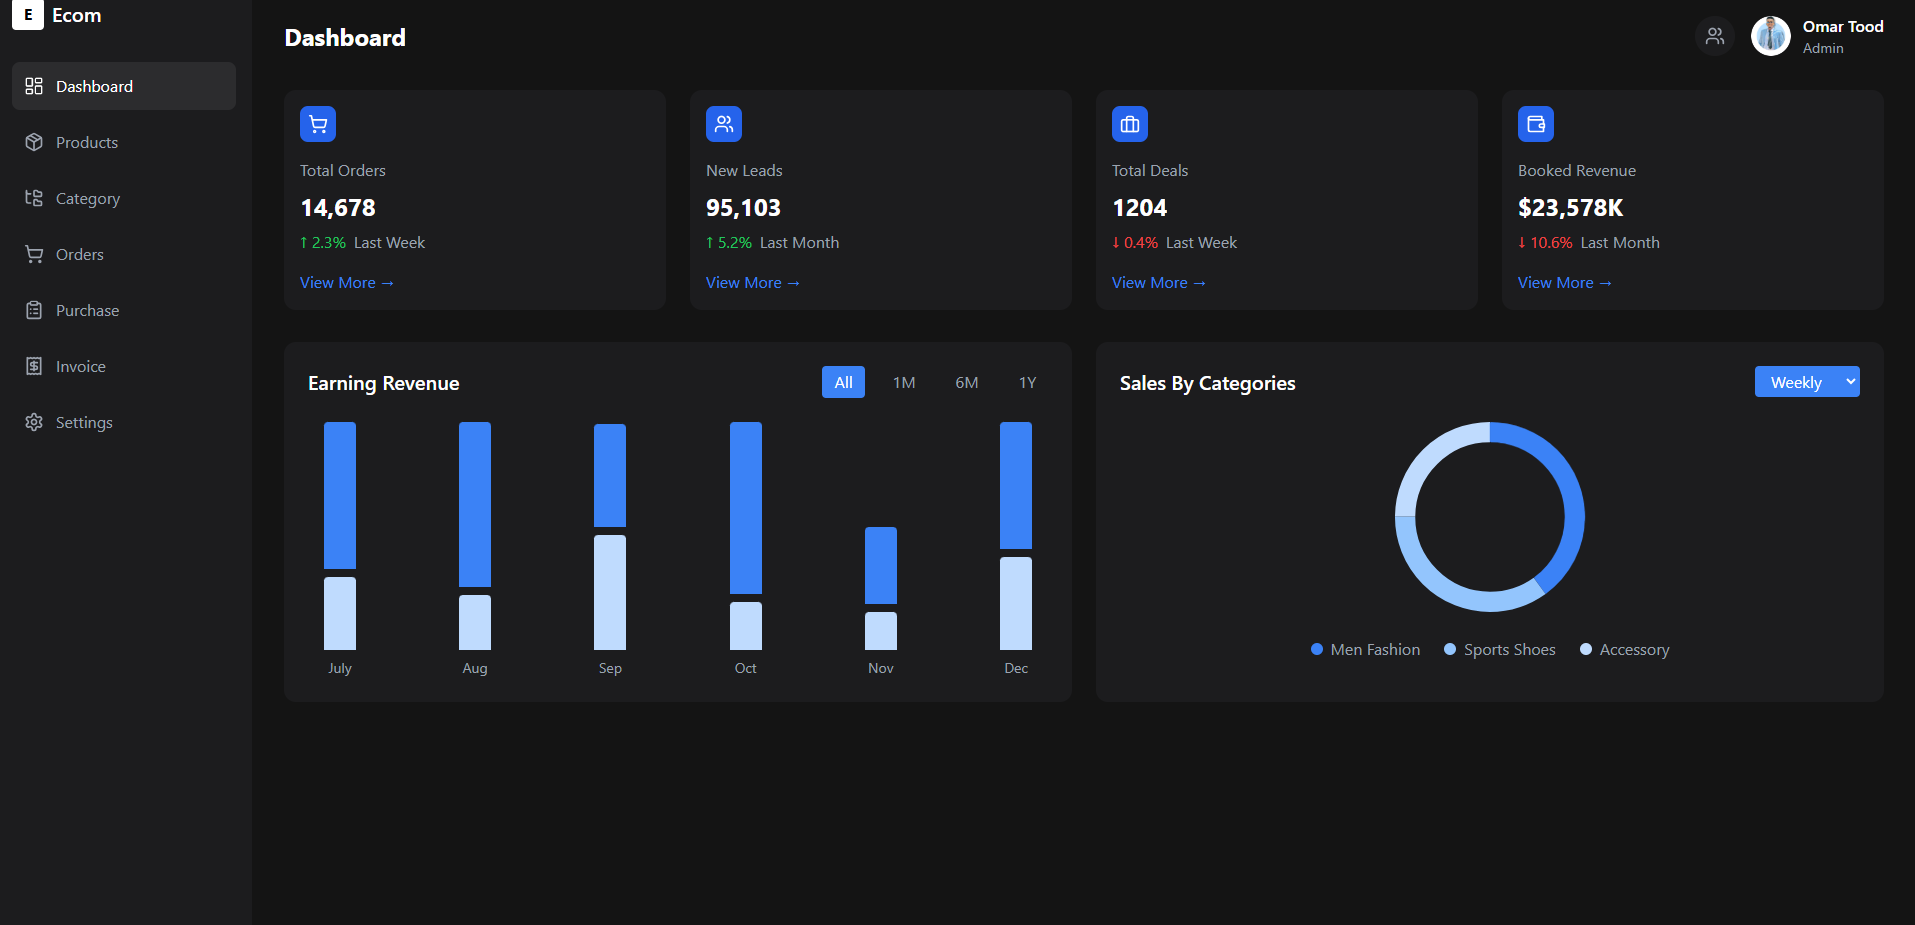 E Ecom
Dashboard
Products
Category
Orders
Purchase
Invoice
Settings
Dashboard
Omar Tood
Admin
Total Orders
14,678
↑ 2.3% Last Week
View More →
New Leads
95,103
↑ 5.2% Last Month
View More →
Total Deals
1204
↓ 0.4% Last Week
View More →
Booked Revenue
$23,578K
↓ 10.6% Last Month
View More →
Earning Revenue
All 1M 6M 1Y
July Aug Sep Oct Nov Dec
Sales By Categories
Weekly
Men Fashion Sports Shoes Accessory